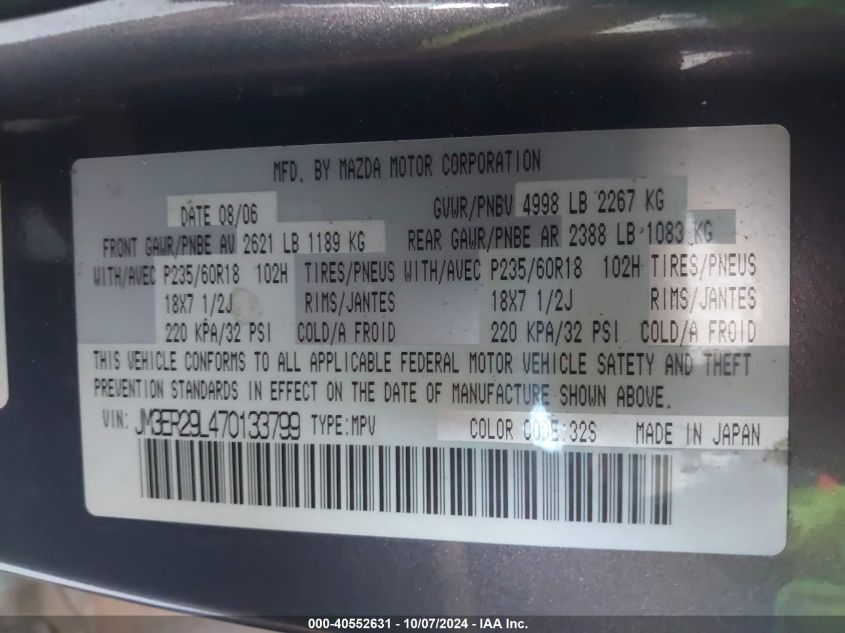 MFD. BY MAZDA MOTOR CORPORATION
DATE 08/06 GVWR/PNBV 4998 LB 2267 KG
FRONT GAWR/PNBE AV 2621 LB 1189 KG REAR GAWR/PNBE AR 2388 LB 1083 KG
WITH/AVEC P235/60R18 102H TIRES/PNEUS WITH/AVEC P235/60R18 102H TIRES/PNEUS
18X7 1/2J RIMS/JANTES 18X7 1/2J RIMS/JANTES
220 KPA/32 PSI COLD/A FROID 220 KPA/32 PSI COLD/A FROID
THIS VEHICLE CONFORMS TO ALL APPLICABLE FEDERAL MOTOR VEHICLE SAFETY AND THEFT
PREVENTION STANDARDS IN EFFECT ON THE DATE OF MANUFACTURE SHOWN ABOVE.
VIN: JM3ER29L470133799 TYPE:MPV COLOR CODE:32S MADE IN JAPAN
000-40552631 - 10/07/2024 - IAA Inc.